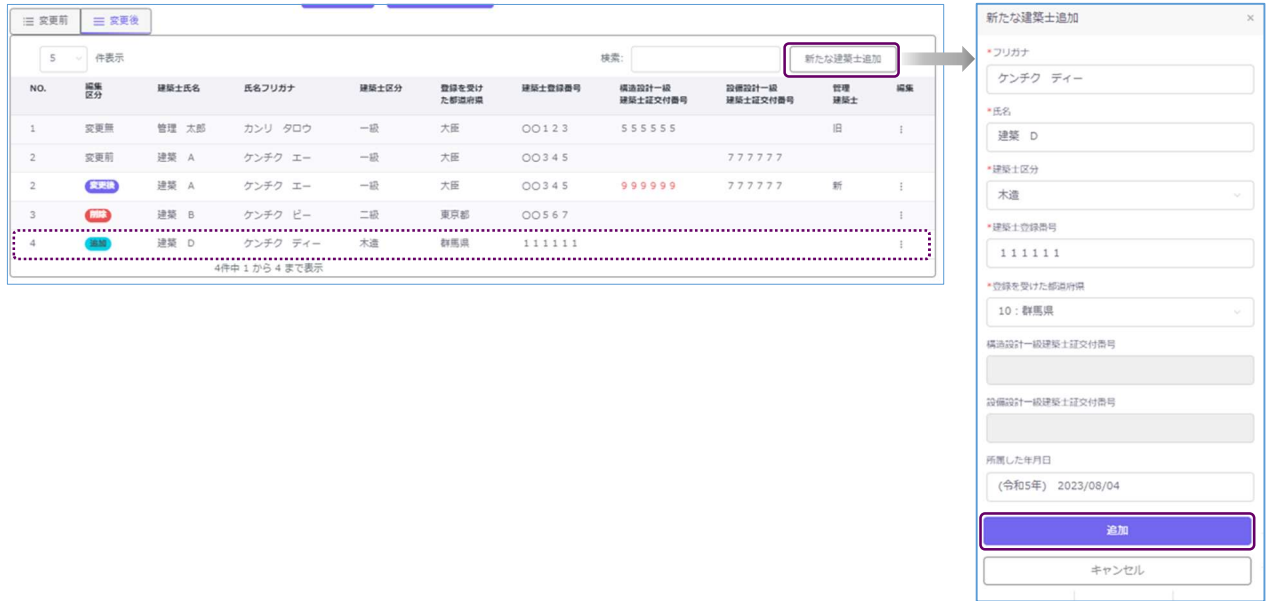 変更前 変更後
5 件表示 検索: 新たな建築士追加
NO. 編集区分 建築士氏名 氏名フリガナ 建築士区分 登録を受けた都道府県 建築士登録番号 構造設計一級建築士証交付番号 設備設計一級建築士証交付番号 管理建築士 編集
1 変更無 管理 太郎 カンリ タロウ 一級 大臣 〇〇123 555555 旧
2 変更前 建築 A ケンチク エー 一級 大臣 〇〇345 777777
2 変更後 建築 A ケンチク エー 一級 大臣 〇〇345 999999 777777 新
3 削除 建築 B ケンチク ビー 二級 東京都 〇〇567
4 追加 建築 D ケンチク ディー 木造 群馬県 111111
4件中 1 から 4 まで表示
新たな建築士追加 ×
*フリガナ
ケンチク ディー
*氏名
建築 D
*建築士区分
木造
*建築士登録番号
111111
*登録を受けた都道府県
10:群馬県
構造設計一級建築士証交付番号
設備設計一級建築士証交付番号
所属した年月日
(令和5年) 2023/08/04
追加
キャンセル